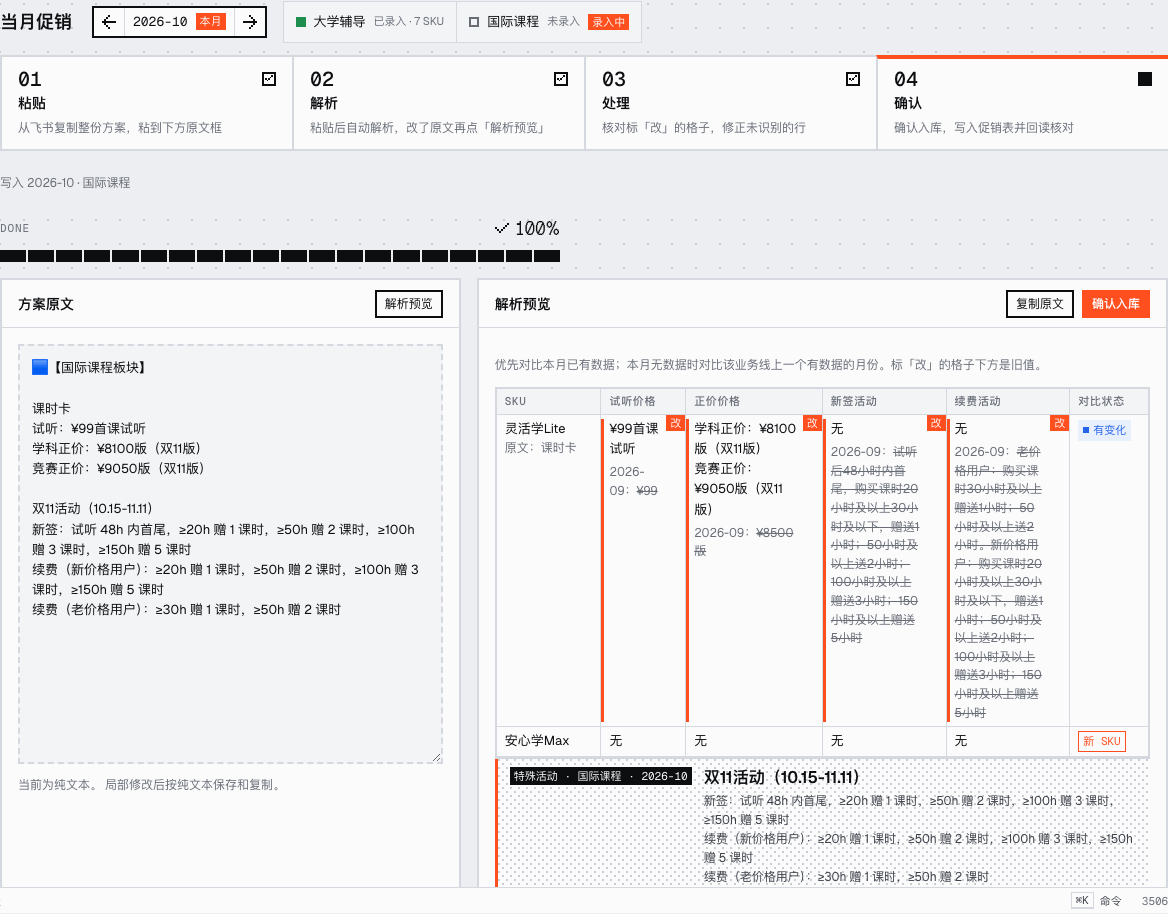 当月促销
2026-10 本月
大学辅导 已录入 · 7 SKU
国际课程 未录入 录入中
01
粘贴
从飞书复制整份方案，粘到下方原文框
02
解析
粘贴后自动解析，改了原文再点「解析预览」
03
处理
核对标「改」的格子，修正未识别的行
04
确认
确认入库，写入促销表并回读核对
写入 2026-10 · 国际课程
DONE
100%
方案原文
解析预览
【国际课程板块】
课时卡
试听：¥99首课试听
学科正价：¥8100版（双11版）
竞赛正价：¥9050版（双11版）
双11活动（10.15-11.11）
新签：试听 48h 内首尾，≥20h 赠 1 课时，≥50h 赠 2 课时，≥100h
赠 3 课时，≥150h 赠 5 课时
续费（新价格用户）：≥20h 赠 1 课时，≥50h 赠 2 课时，≥100h 赠 3
课时，≥150h 赠 5 课时
续费（老价格用户）：≥30h 赠 1 课时，≥50h 赠 2 课时
当前为纯文本。局部修改后按纯文本保存和复制。
解析预览
复制原文
确认入库
优先对比本月已有数据；本月无数据时对比该业务线上一个有数据的月份。标「改」的格子下方是旧值。
SKU 试听价格 正价价格 新签活动 续费活动 对比状态
灵活学Lite
原文：课时卡
¥99首课 改
试听
2026-
09：¥99
学科正价：¥8100 改
版（双11版）
竞赛正价：
¥9050版（双11
版）
2026-09：¥8500
版
无 改
2026-09：试听
后48小时内首
尾，购买课时20
小时及以上30小
时及以下，赠送1
小时；50小时及
以上送2小时；
100小时及以上
赠送3小时；150
小时及以上赠送
5小时
无 改
2026-09：老价
格用户：购买课
时30小时及以上
赠送1小时；50
小时及以上送2
小时。新价格用
户：购买课时20
小时及以上30小
时及以下，赠送1
小时；50小时及
以上送2小时；
100小时及以上
赠送3小时；150
小时及以上赠送
5小时
有变化
安心学Max 无 无 无 无 新 SKU
特殊活动 · 国际课程 · 2026-10
双11活动（10.15-11.11）
新签：试听 48h 内首尾，≥20h 赠 1 课时，≥50h 赠 2 课时，≥100h 赠 3 课时，
≥150h 赠 5 课时
续费（新价格用户）：≥20h 赠 1 课时，≥50h 赠 2 课时，≥100h 赠 3 课时，≥150h
赠 5 课时
续费（老价格用户）：≥30h 赠 1 课时，≥50h 赠 2 课时
⌘K 命令 3506